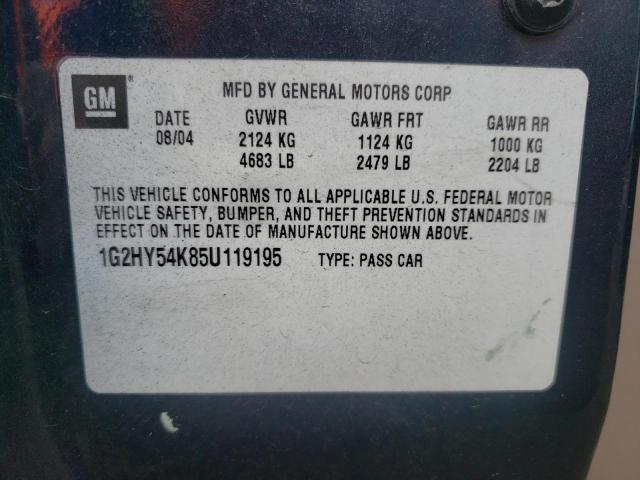 GM
MFD BY GENERAL MOTORS CORP
DATE GVWR GAWR FRT GAWR RR
08/04 2124 KG 1124 KG 1000 KG
4683 LB 2479 LB 2204 LB
THIS VEHICLE CONFORMS TO ALL APPLICABLE U.S. FEDERAL MOTOR
VEHICLE SAFETY, BUMPER, AND THEFT PREVENTION STANDARDS IN
EFFECT ON THE DATE OF MANUFACTURE SHOWN ABOVE.
1G2HY54K85U119195 TYPE: PASS CAR